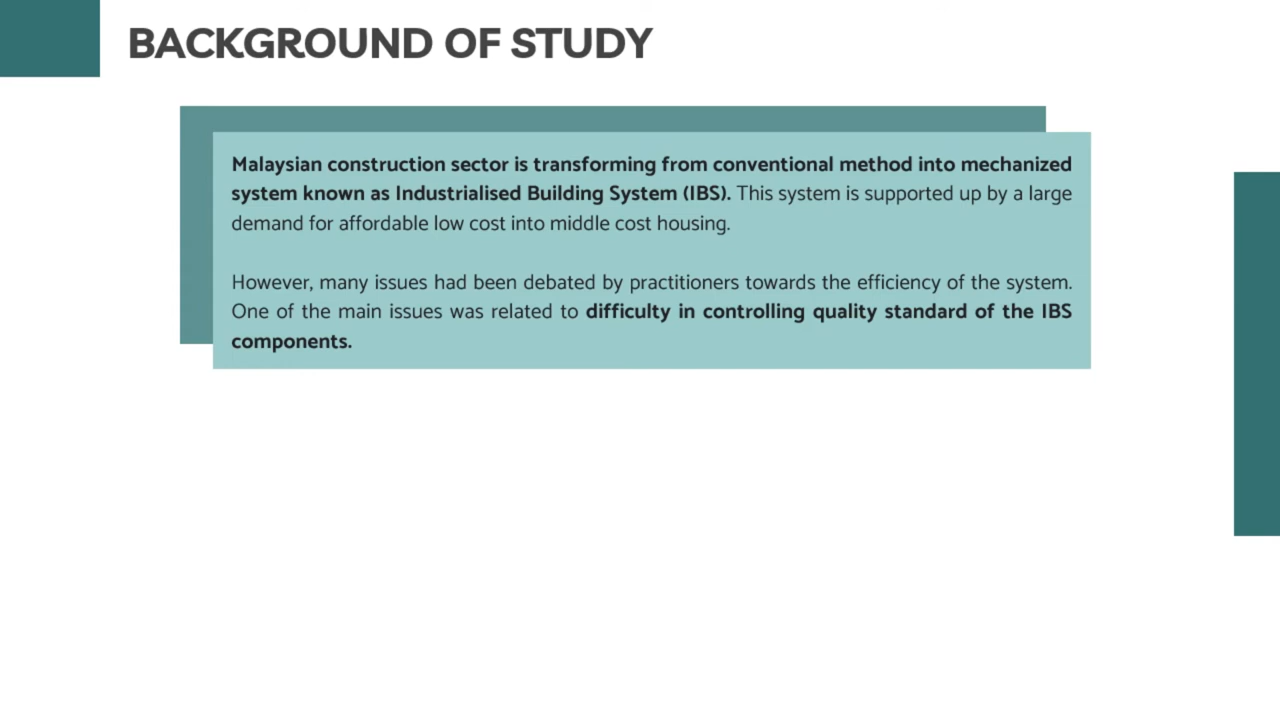 BACKGROUND OF STUDY
Malaysian construction sector is transforming from conventional method into mechanized
system known as Industrialised Building System (IBS). This system is supported up by a large
demand for affordable low cost into middle cost housing.
However, many issues had been debated by practitioners towards the efficiency of the system.
One of the main issues was related to difficulty in controlling quality standard of the IBS
components.